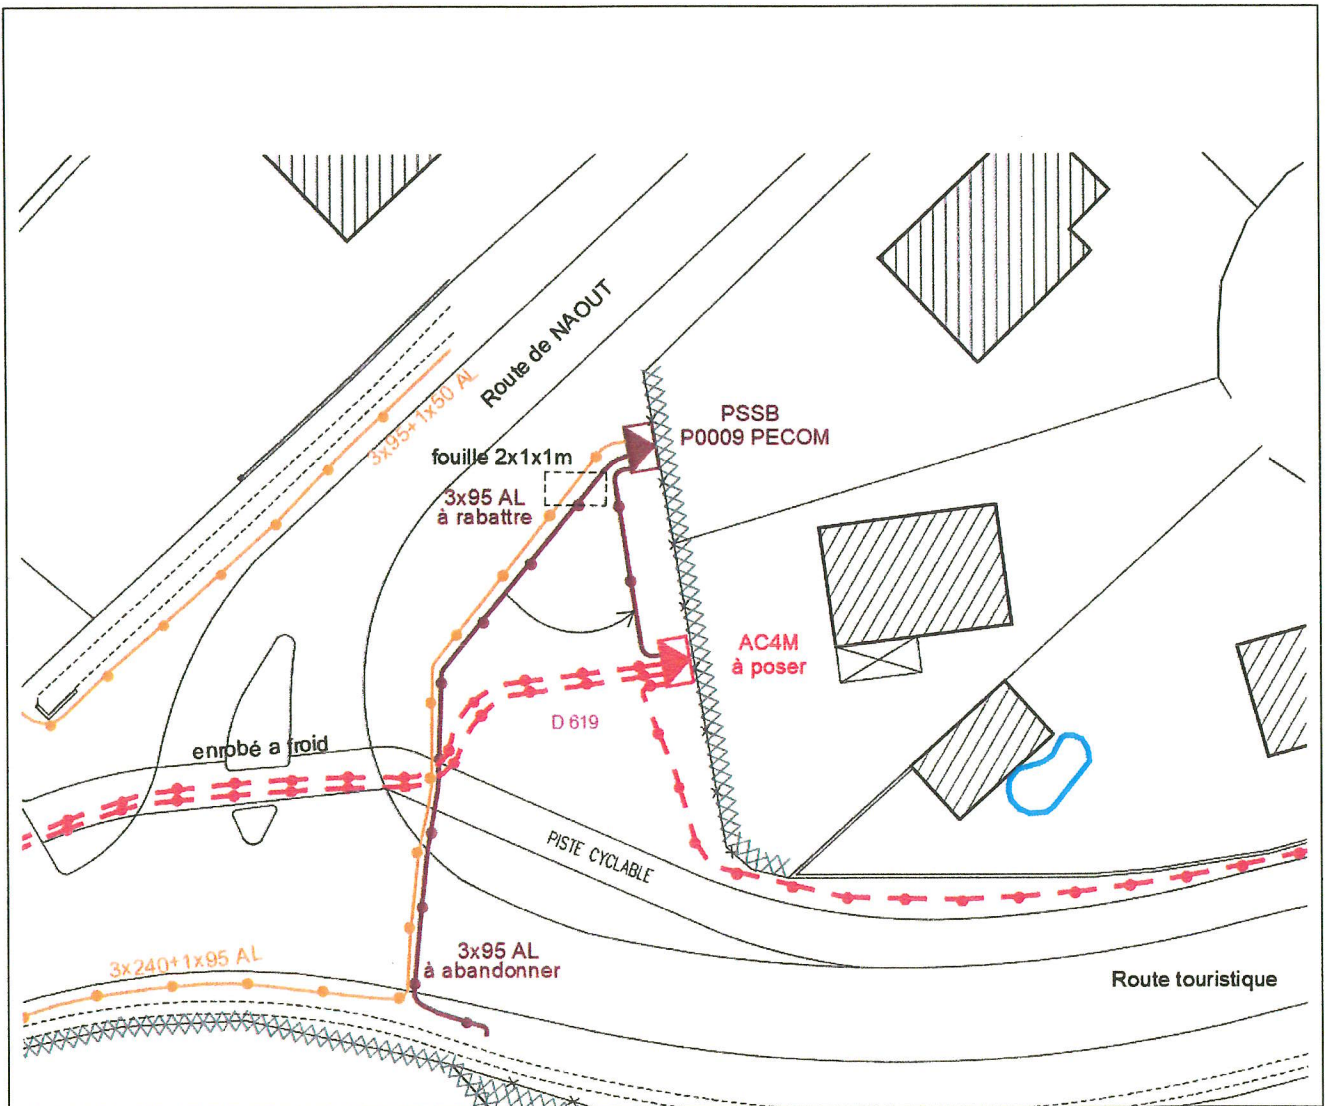 Route de NAOUT
3x95+1x50 AL
PSSB
P0009 PECOM
fouille 2x1x1m
3x95 AL
à rabattre
AC4M
à poser
D 619
enrobé a froid
PISTE CYCLABLE
3x95 AL
à abandonner
3x240+1x95 AL
Route touristique